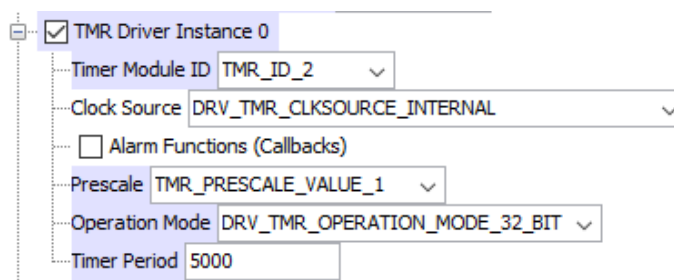 TMR Driver Instance 0
Timer Module ID TMR_ID_2
Clock Source DRV_TMR_CLKSOURCE_INTERNAL
Alarm Functions (Callbacks)
Prescale TMR_PRESCALE_VALUE_1
Operation Mode DRV_TMR_OPERATION_MODE_32_BIT
Timer Period 5000